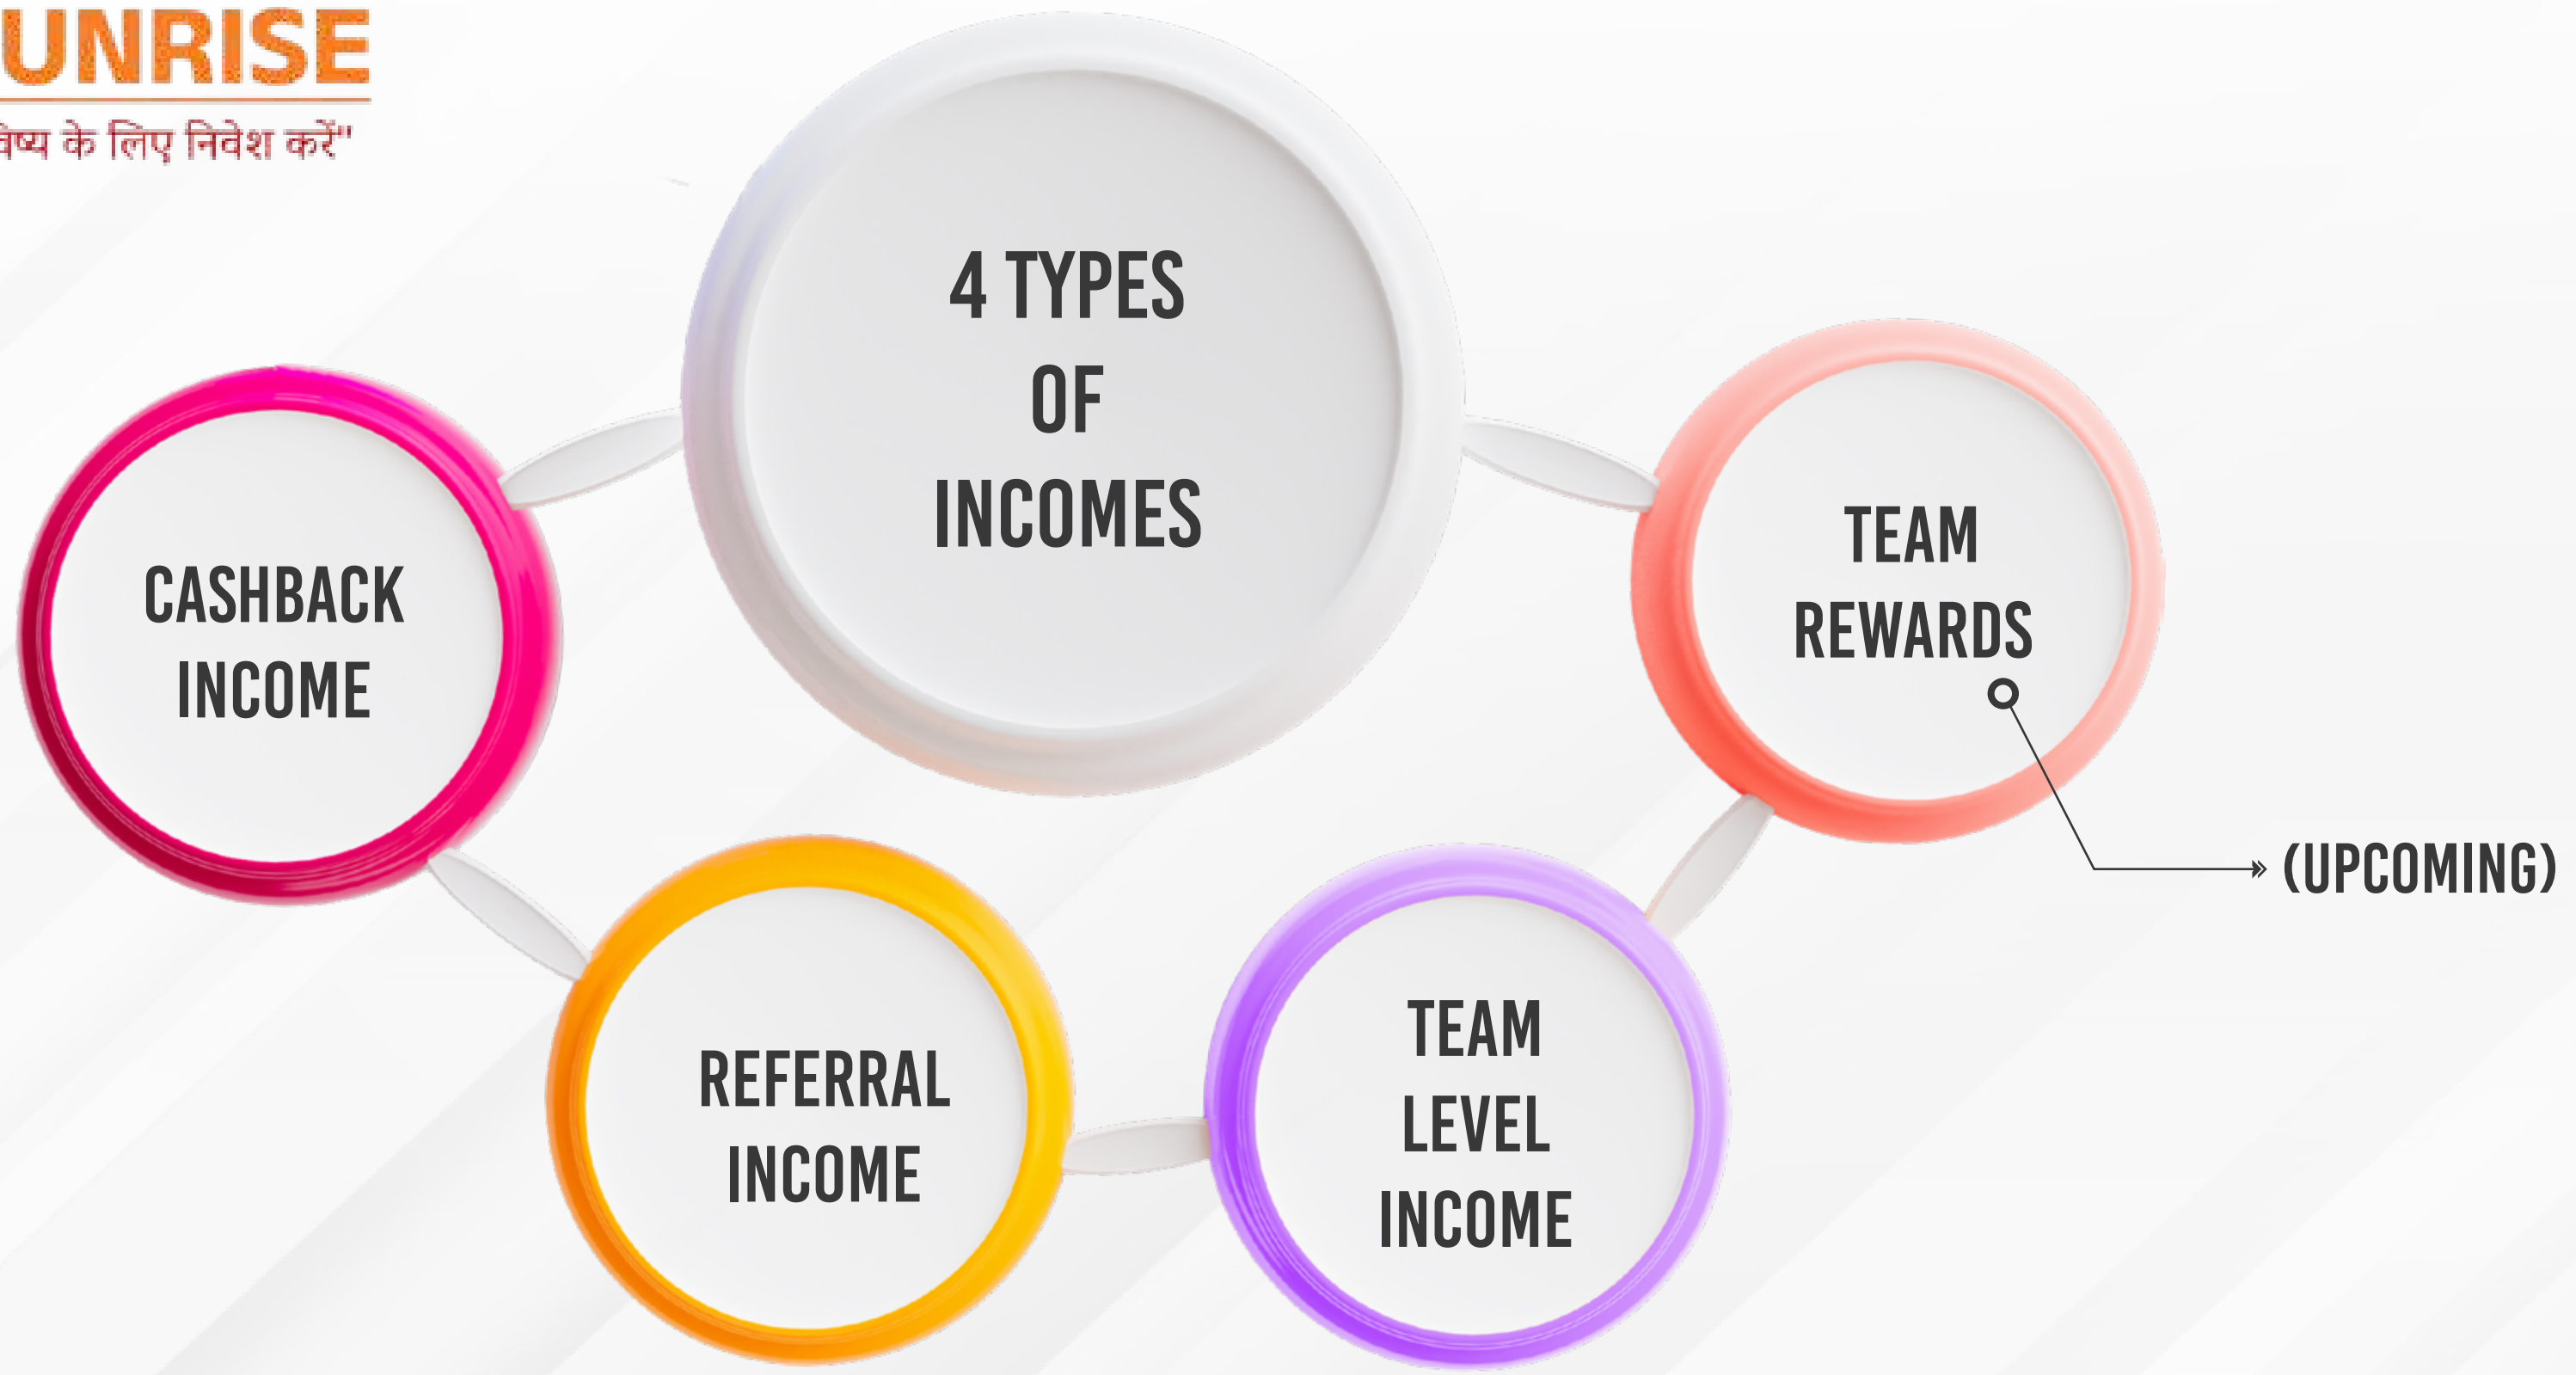 UNRISE
के लिए निवेश करें"
4 TYPES
OF
INCOMES
CASHBACK
INCOME
REFERRAL
INCOME
TEAM
LEVEL
INCOME
TEAM
REWARDS
(UPCOMING)